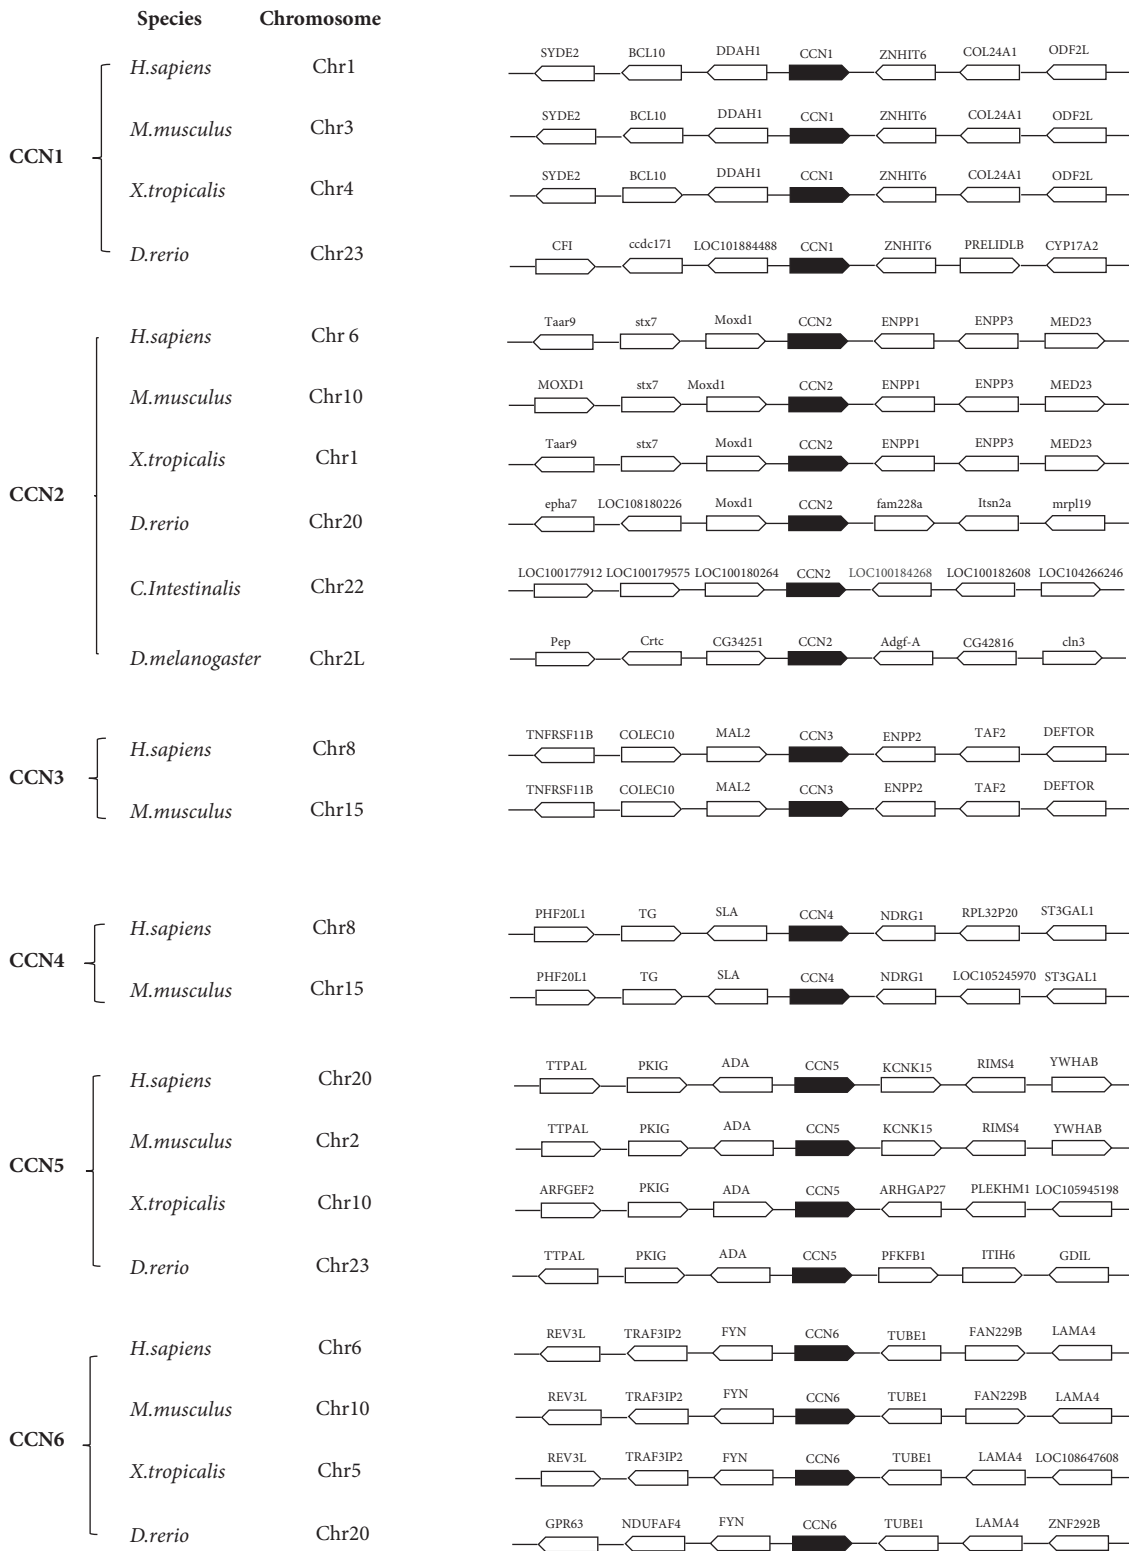 Species Chromosome
CCN1
H.sapiens Chr1 SYDE2 BCL10 DDAH1 CCN1 ZNHIT6 COL24A1 ODF2L
M.musculus Chr3 SYDE2 BCL10 DDAH1 CCN1 ZNHIT6 COL24A1 ODF2L
X.tropicalis Chr4 SYDE2 BCL10 DDAH1 CCN1 ZNHIT6 COL24A1 ODF2L
D.rerio Chr23 CFI ccdc171 LOC101884488 CCN1 ZNHIT6 PRELIDLB CYP17A2
CCN2
H.sapiens Chr 6 Taar9 stx7 Moxd1 CCN2 ENPP1 ENPP3 MED23
M.musculus Chr10 MOXD1 stx7 Moxd1 CCN2 ENPP1 ENPP3 MED23
X.tropicalis Chr1 Taar9 stx7 Moxd1 CCN2 ENPP1 ENPP3 MED23
D.rerio Chr20 epha7 LOC108180226 Moxd1 CCN2 fam228a Itsn2a mrpl19
C.Intestinalis Chr22 LOC100177912 LOC100179575 LOC100180264 CCN2 LOC100184268 LOC100182608 LOC104266246
D.melanogaster Chr2L Pep Crtc CG34251 CCN2 Adgf-A CG42816 cln3
CCN3
H.sapiens Chr8 TNFRSF11B COLEC10 MAL2 CCN3 ENPP2 TAF2 DEFTOR
M.musculus Chr15 TNFRSF11B COLEC10 MAL2 CCN3 ENPP2 TAF2 DEFTOR
CCN4
H.sapiens Chr8 PHF20L1 TG SLA CCN4 NDRG1 RPL32P20 ST3GAL1
M.musculus Chr15 PHF20L1 TG SLA CCN4 NDRG1 LOC105245970 ST3GAL1
CCN5
H.sapiens Chr20 TTPAL PKIG ADA CCN5 KCNK15 RIMS4 YWHAB
M.musculus Chr2 TTPAL PKIG ADA CCN5 KCNK15 RIMS4 YWHAB
X.tropicalis Chr10 ARFGEF2 PKIG ADA CCN5 ARHGAP27 PLEKHM1 LOC105945198
D.rerio Chr23 TTPAL PKIG ADA CCN5 PFKFB1 ITIH6 GDIL
CCN6
H.sapiens Chr6 REV3L TRAF3IP2 FYN CCN6 TUBE1 FAN229B LAMA4
M.musculus Chr10 REV3L TRAF3IP2 FYN CCN6 TUBE1 FAN229B LAMA4
X.tropicalis Chr5 REV3L TRAF3IP2 FYN CCN6 TUBE1 LAMA4 LOC108647608
D.rerio Chr20 GPR63 NDUFAF4 FYN CCN6 TUBE1 LAMA4 ZNF292B